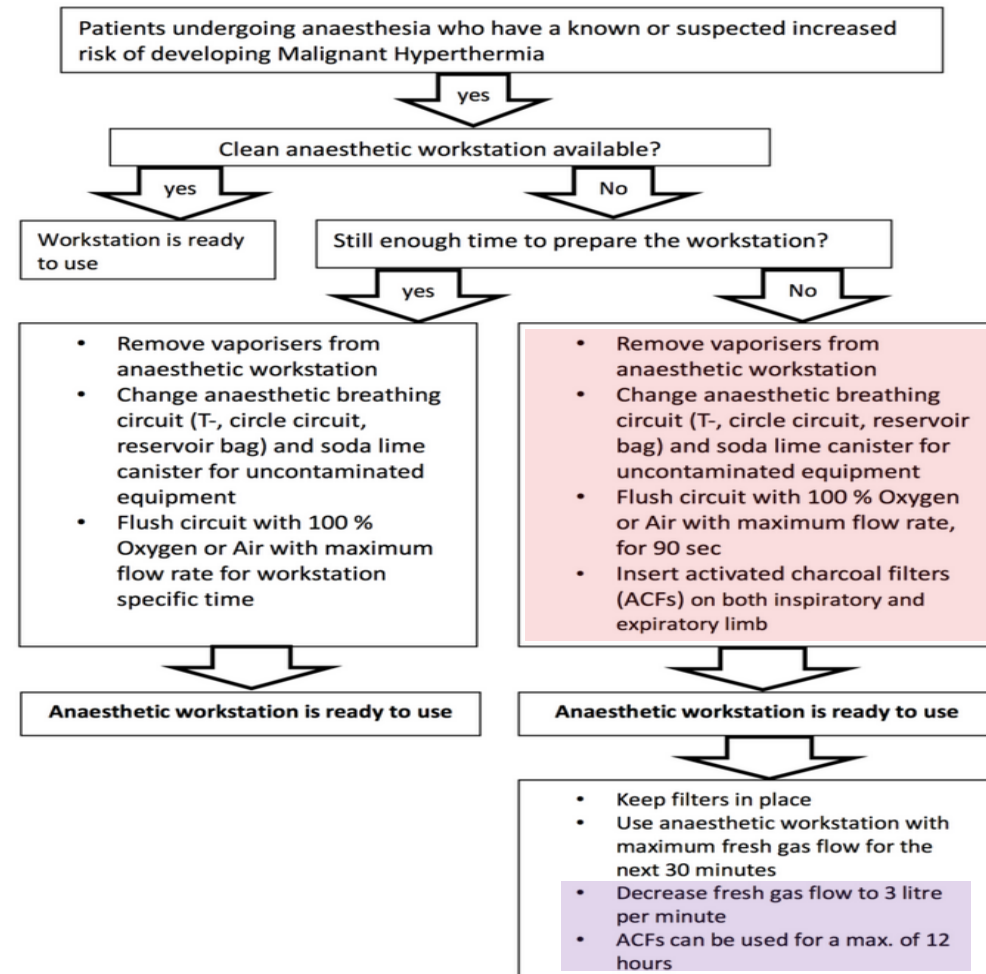 Patients undergoing anaesthesia who have a known or suspected increased
risk of developing Malignant Hyperthermia
yes
Clean anaesthetic workstation available?
yes
No
Workstation is ready
to use
Still enough time to prepare the workstation?
yes
No
• Remove vaporisers from
anaesthetic workstation
• Change anaesthetic breathing
circuit (T-, circle circuit,
reservoir bag) and soda lime
canister for uncontaminated
equipment
• Flush circuit with 100 %
Oxygen or Air with maximum
flow rate for workstation
specific time
• Remove vaporisers from
anaesthetic workstation
• Change anaesthetic breathing
circuit (T-, circle circuit, reservoir
bag) and soda lime canister for
uncontaminated equipment
• Flush circuit with 100 % Oxygen
or Air with maximum flow rate,
for 90 sec
• Insert activated charcoal filters
(ACFs) on both inspiratory and
expiratory limb
Anaesthetic workstation is ready to use
Anaesthetic workstation is ready to use
• Keep filters in place
• Use anaesthetic workstation with
maximum fresh gas flow for the
next 30 minutes
• Decrease fresh gas flow to 3 litre
per minute
• ACFs can be used for a max. of 12
hours